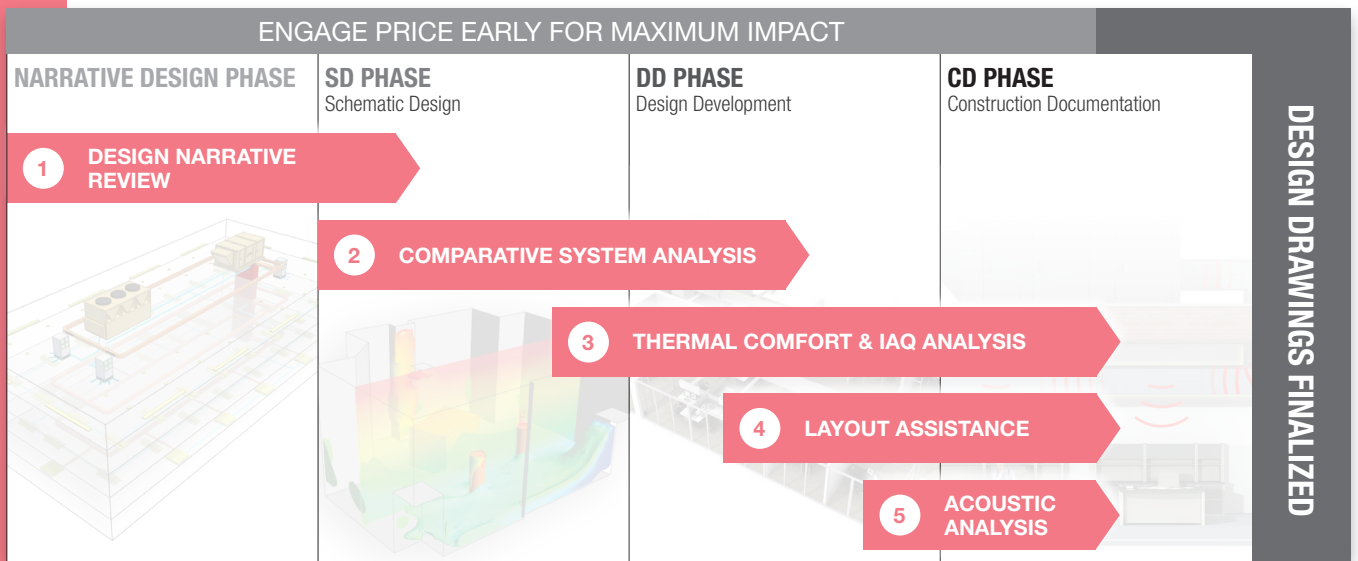 ENGAGE PRICE EARLY FOR MAXIMUM IMPACT
NARRATIVE DESIGN PHASE
SD PHASE
Schematic Design
DD PHASE
Design Development
CD PHASE
Construction Documentation
1
DESIGN NARRATIVE
REVIEW
2
COMPARATIVE SYSTEM ANALYSIS
3
THERMAL COMFORT & IAQ ANALYSIS
4
LAYOUT ASSISTANCE
5
ACOUSTIC
ANALYSIS
DESIGN DRAWINGS FINALIZED